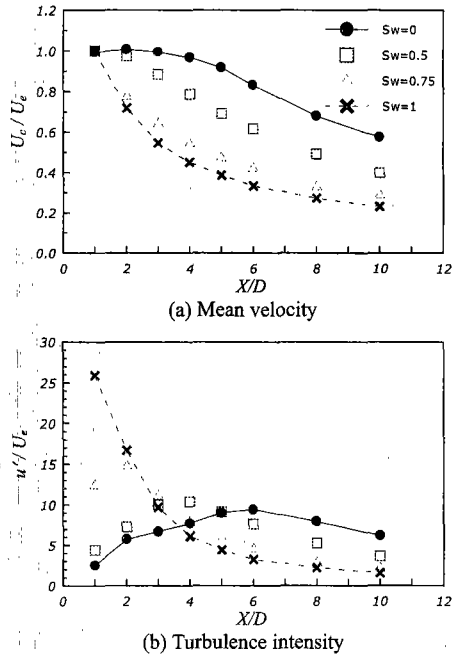 1.2
1.0
0.8
0.6
0.4
0.2
0.0
U_c / U_e
Sw=0
Sw=0.5
Sw=0.75
Sw=1
0 2 4 6 8 10 12
X/D
(a) Mean velocity
30
25
20
15
10
5
0
u'/ U_e
0 2 4 6 8 10 12
X/D
(b) Turbulence intensity